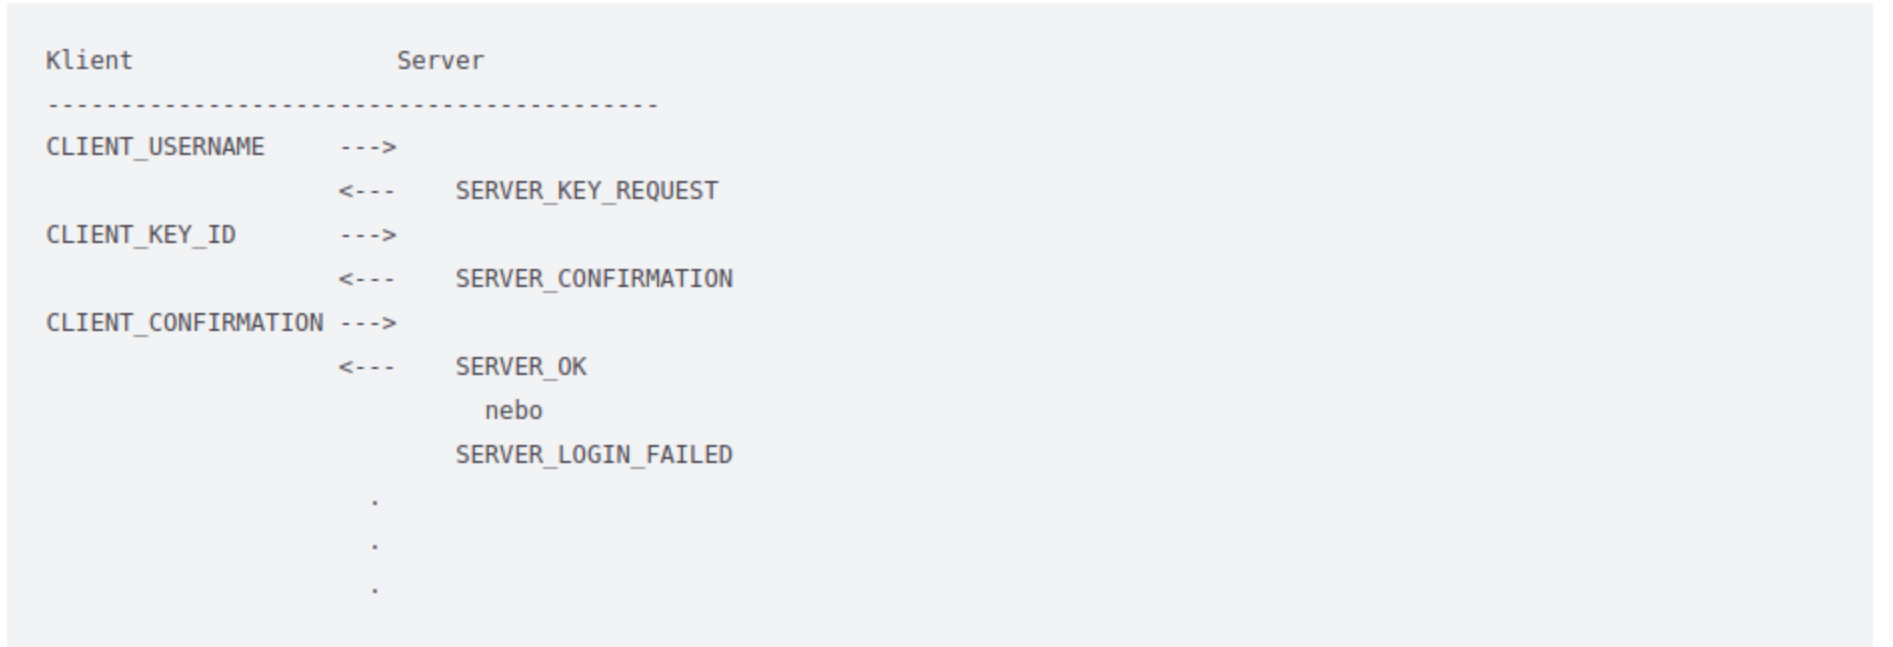 Klient                  Server
------------------------------------------
CLIENT_USERNAME     --->
                    <---    SERVER_KEY_REQUEST
CLIENT_KEY_ID       --->
                    <---    SERVER_CONFIRMATION
CLIENT_CONFIRMATION --->
                    <---    SERVER_OK
                              nebo
                            SERVER_LOGIN_FAILED
                      .
                      .
                      .